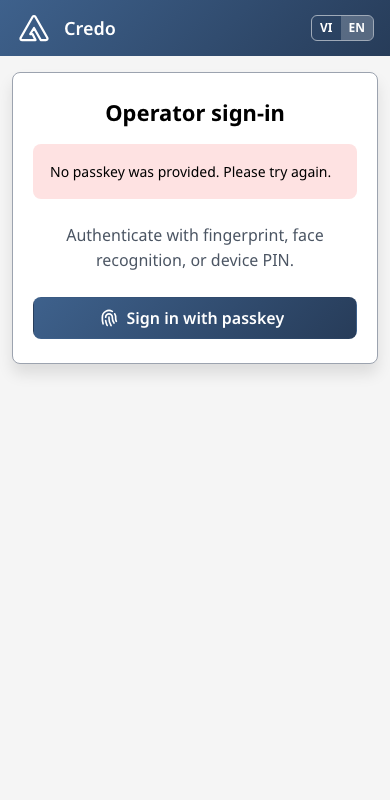 Credo
VI EN
Operator sign-in
No passkey was provided. Please try again.
Authenticate with fingerprint, face
recognition, or device PIN.
Sign in with passkey